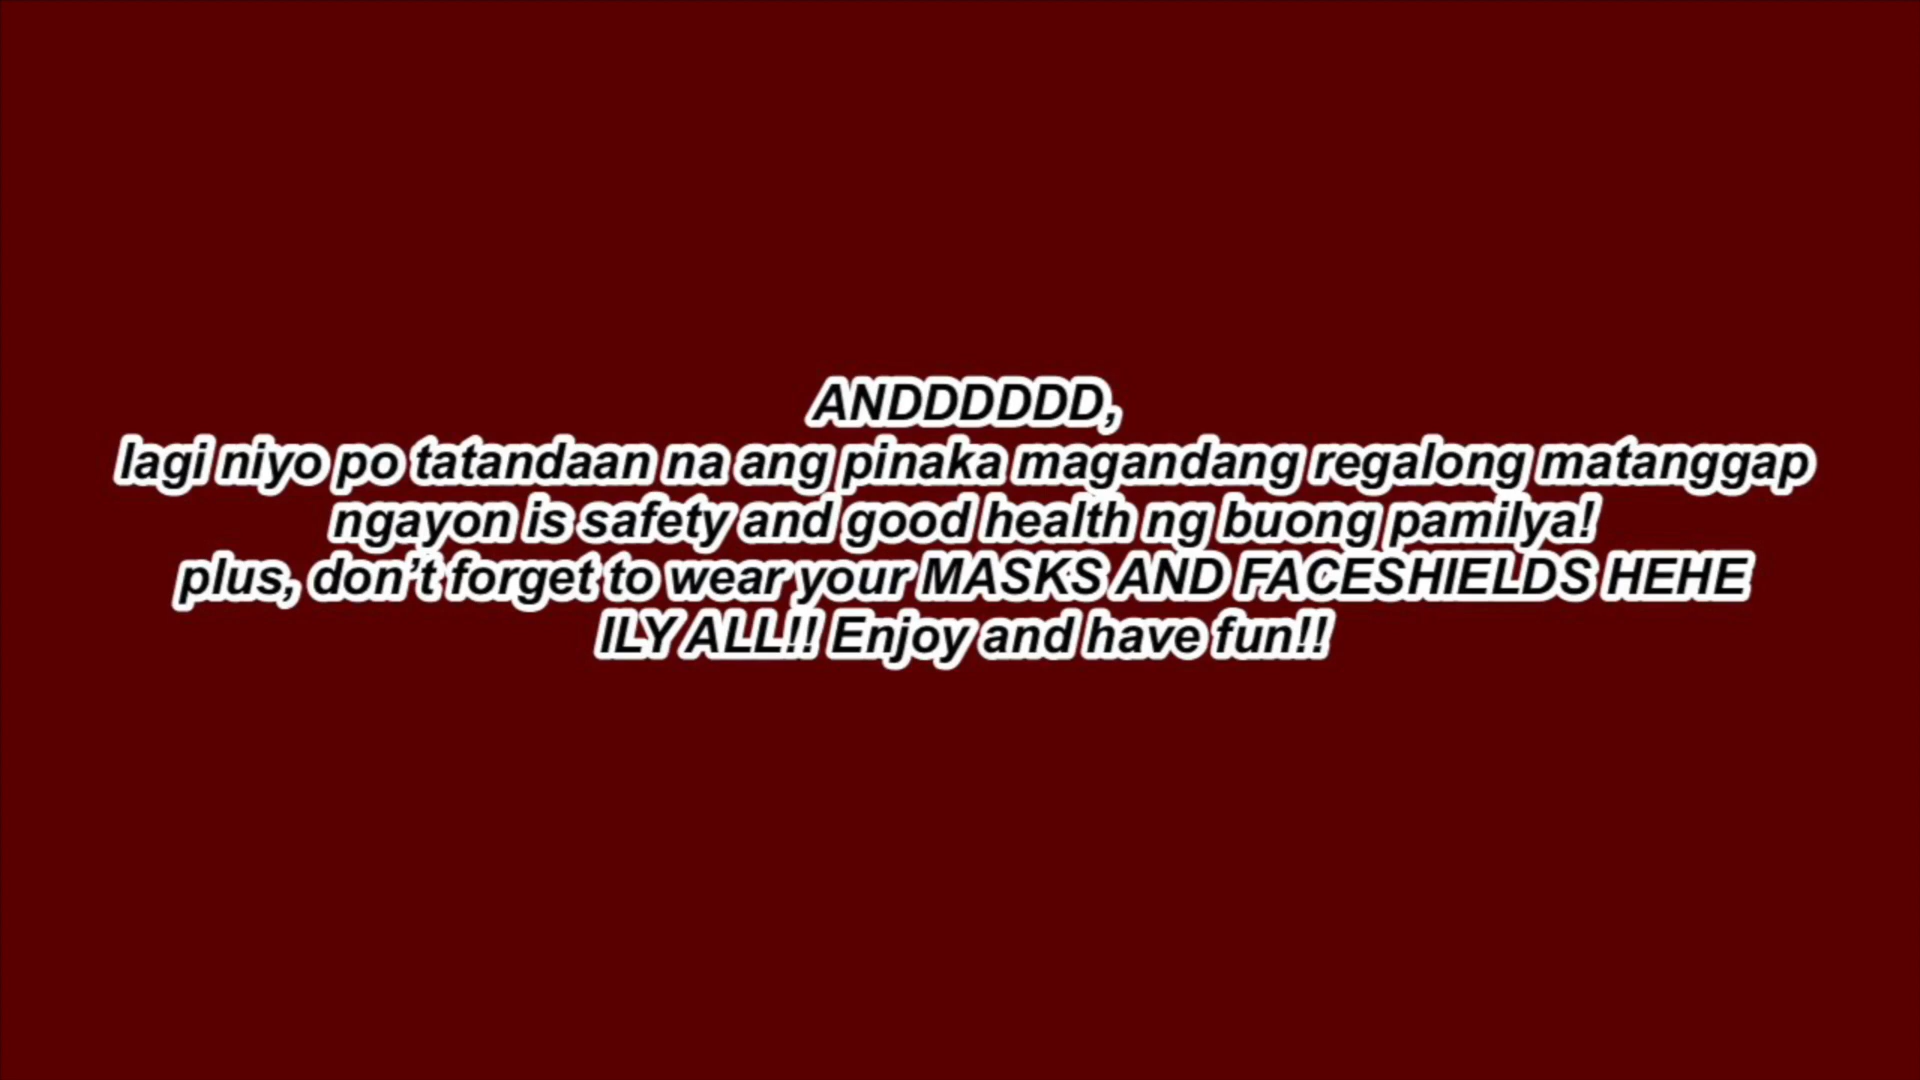 ANDDDDDD,
lagi niyo po tatandaan na ang pinaka magandang regalong matanggap
ngayon is safety and good health ng buong pamilya!
plus, don't forget to wear your MASKS AND FACESHIELDS HEHE
ILY ALL!! Enjoy and have fun!!